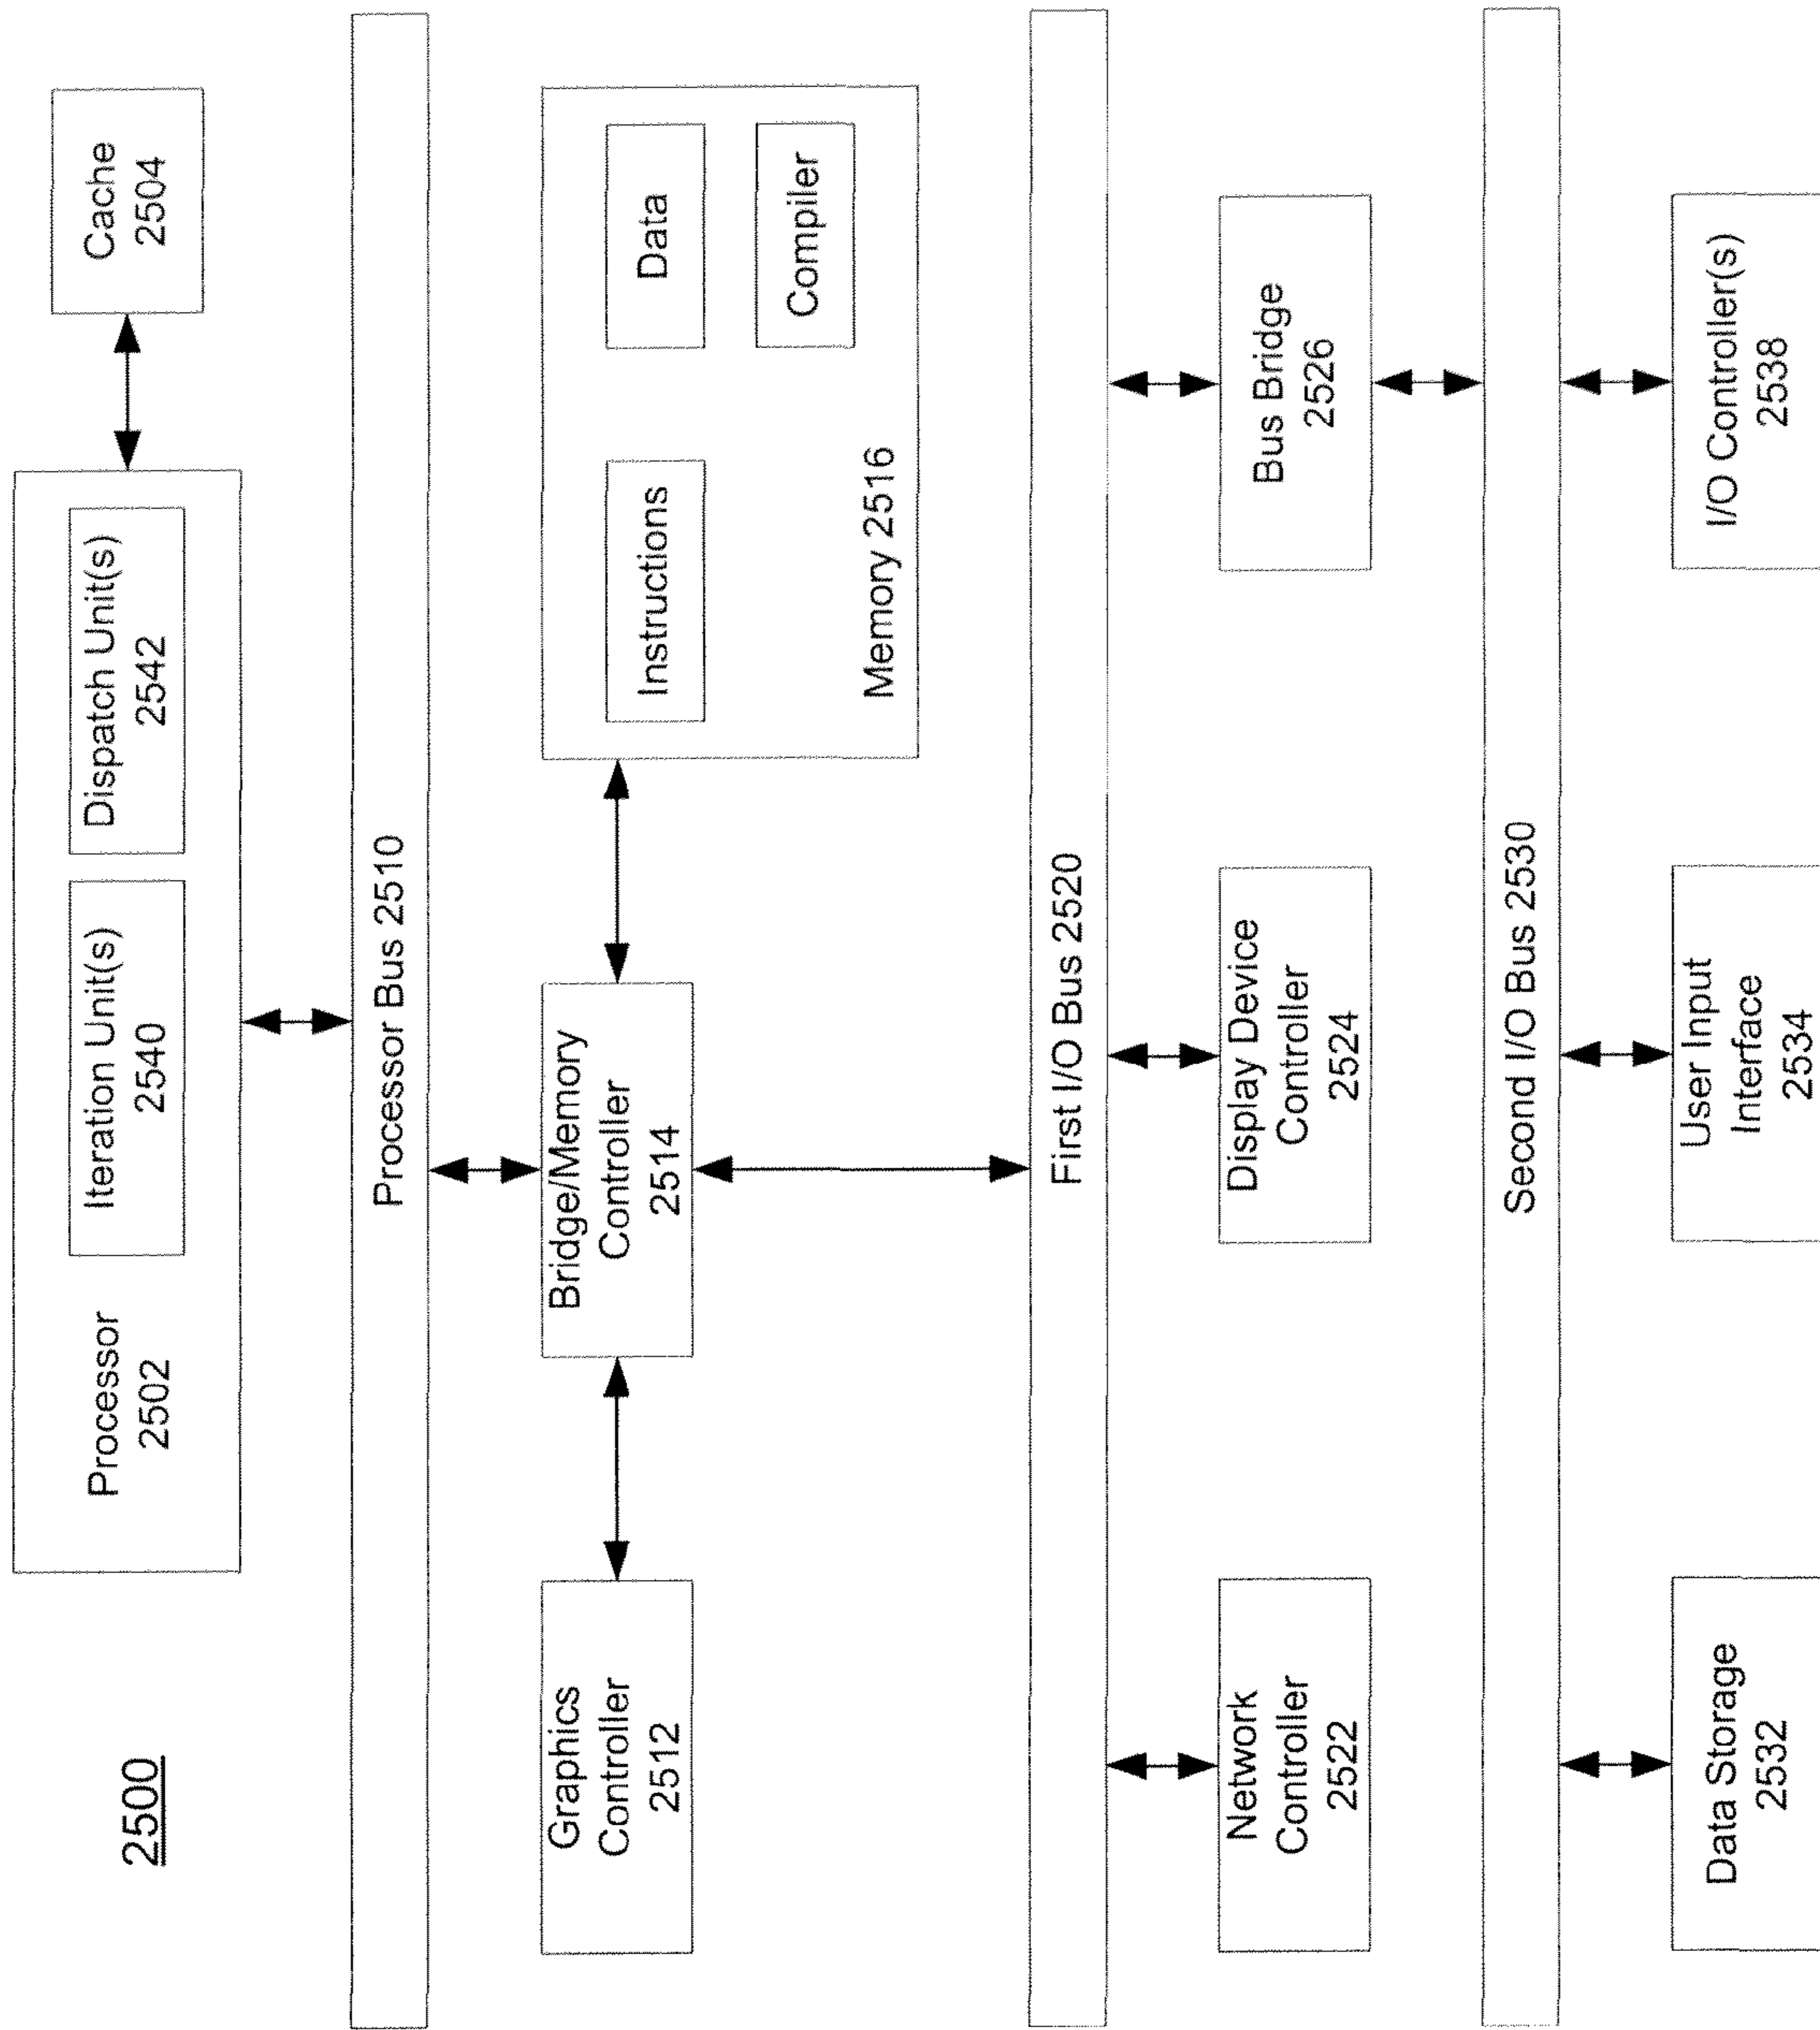 2500
Processor
2502
Iteration Unit(s)
2540
Dispatch Unit(s)
2542
Cache
2504
Processor Bus 2510
Graphics
Controller
2512
Bridge/Memory
Controller
2514
Instructions
Data
Compiler
Memory 2516
First I/O Bus 2520
Network
Controller
2522
Display Device
Controller
2524
Bus Bridge
2526
Second I/O Bus 2530
Data Storage
2532
User Input
Interface
2534
I/O Controller(s)
2538